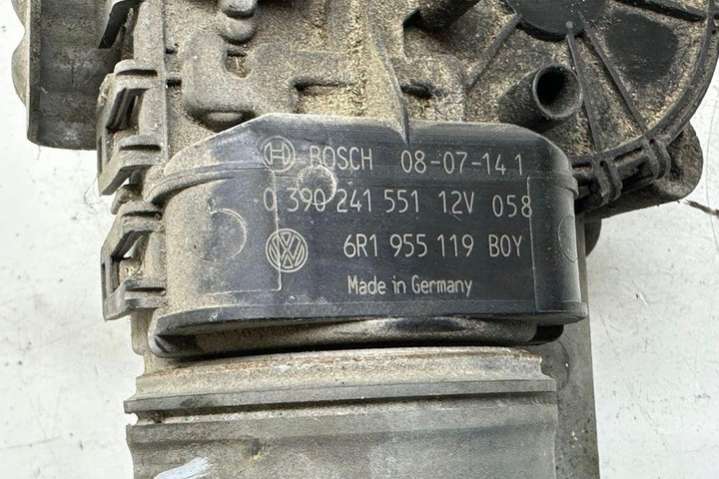 BOSCH 08-07-14 1
0 390 241 551 12V 058
6R1 955 119 BOY
Made in Germany